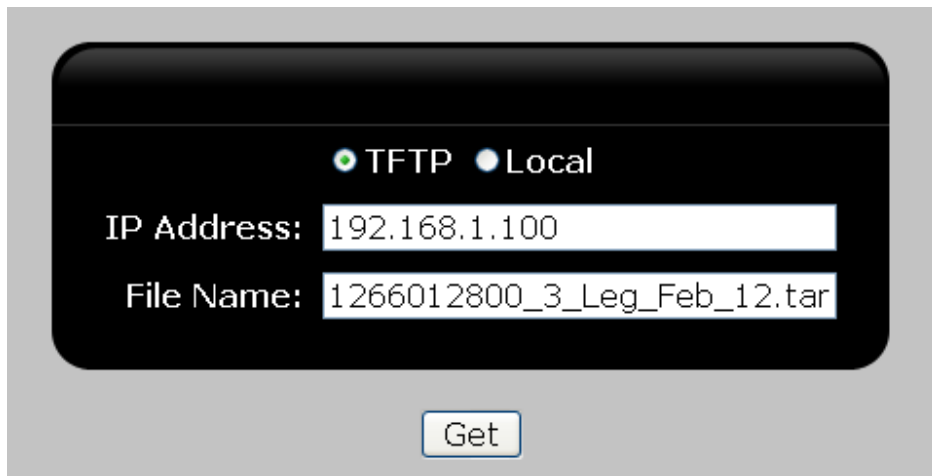 TFTP Local
IP Address: 192.168.1.100
File Name: 1266012800_3_Leg_Feb_12.tar
Get